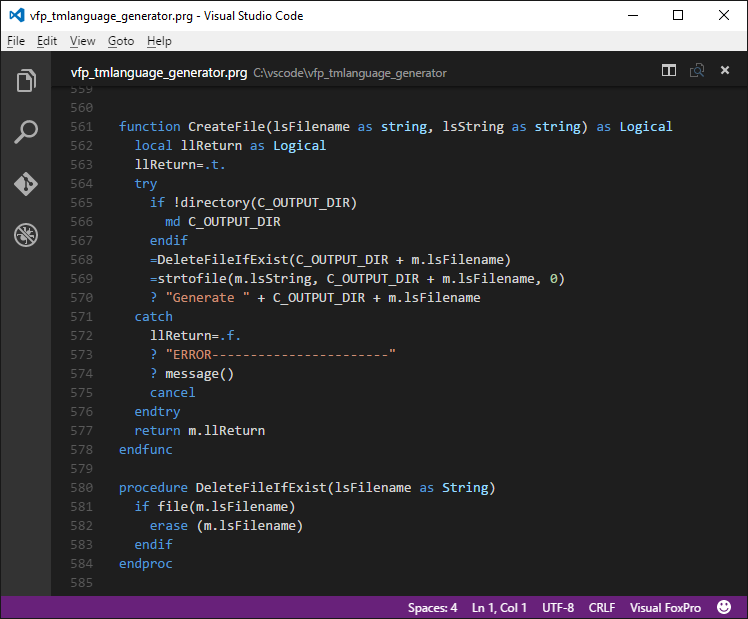 vfp_tmlanguage_generator.prg - Visual Studio Code
File Edit View Goto Help
vfp_tmlanguage_generator.prg C:\vscode\vfp_tmlanguage_generator
559
560
561 function CreateFile(lsFilename as string, lsString as string) as Logical
562   local llReturn as Logical
563   llReturn=.t.
564   try
565     if !directory(C_OUTPUT_DIR)
566       md C_OUTPUT_DIR
567     endif
568     =DeleteFileIfExist(C_OUTPUT_DIR + m.lsFilename)
569     =strtofile(m.lsString, C_OUTPUT_DIR + m.lsFilename, 0)
570     ? "Generate " + C_OUTPUT_DIR + m.lsFilename
571   catch
572     llReturn=.f.
573     ? "ERROR-----------------------"
574     ? message()
575     cancel
576   endtry
577   return m.llReturn
578 endfunc
579
580 procedure DeleteFileIfExist(lsFilename as String)
581   if file(m.lsFilename)
582     erase (m.lsFilename)
583   endif
584 endproc
585
Spaces: 4 Ln 1, Col 1 UTF-8 CRLF Visual FoxPro